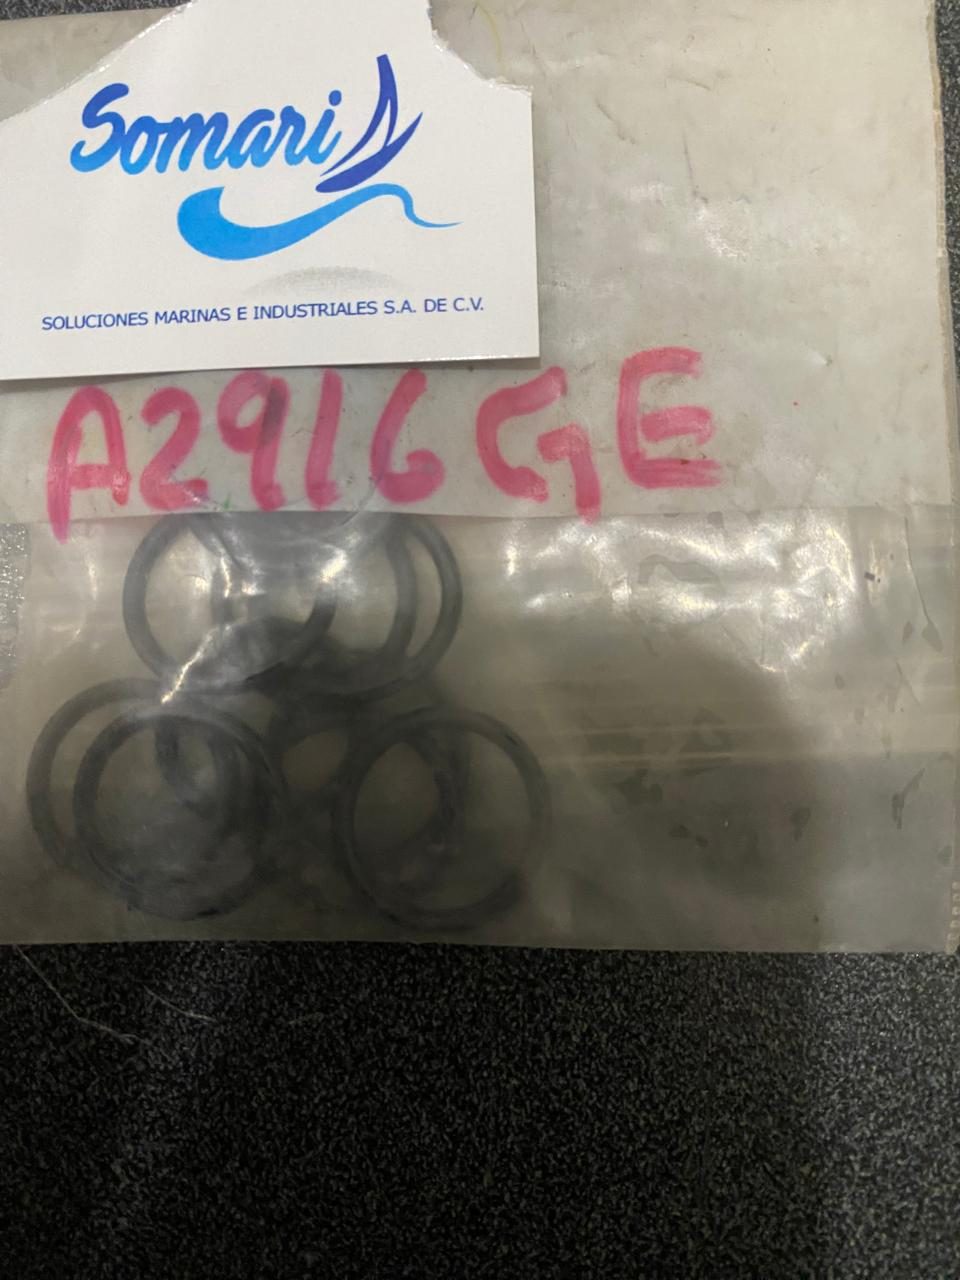 Somari
SOLUCIONES MARINAS E INDUSTRIALES S.A. DE C.V.
A2916GE